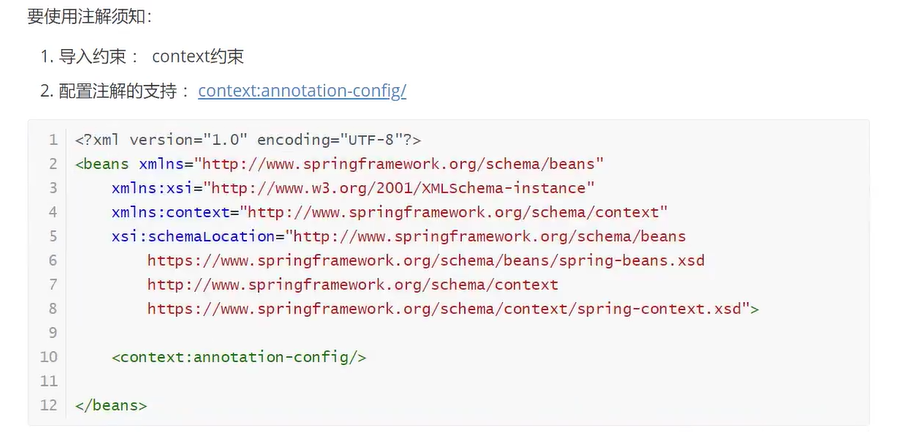 要使用注解须知：
1. 导入约束： context约束
2. 配置注解的支持： context:annotation-config/
1 <?xml version="1.0" encoding="UTF-8"?>
2 <beans xmlns="http://www.springframework.org/schema/beans"
3     xmlns:xsi="http://www.w3.org/2001/XMLSchema-instance"
4     xmlns:context="http://www.springframework.org/schema/context"
5     xsi:schemaLocation="http://www.springframework.org/schema/beans
6         https://www.springframework.org/schema/beans/spring-beans.xsd
7         http://www.springframework.org/schema/context
8         https://www.springframework.org/schema/context/spring-context.xsd">
9
10     <context:annotation-config/>
11
12 </beans>